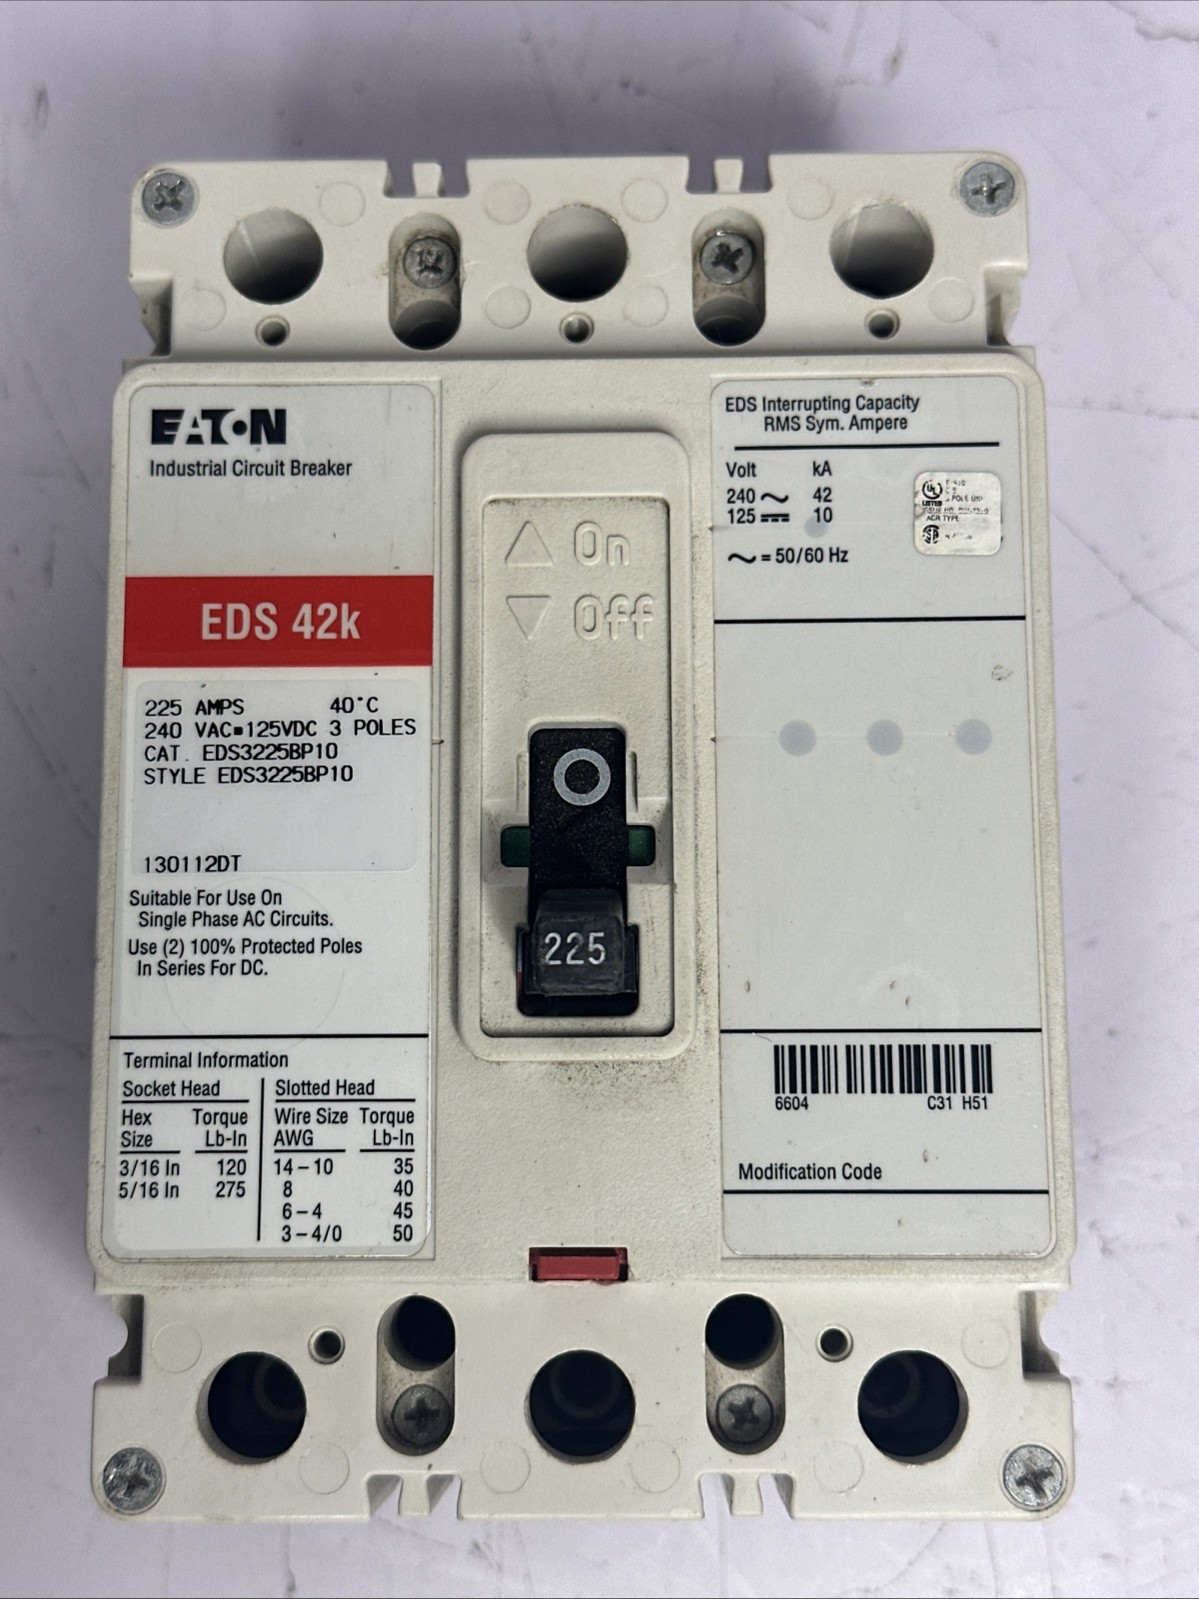 EATON
Industrial Circuit Breaker
EDS 42k
225 AMPS 40°C
240 VAC▪125VDC 3 POLES
CAT. EDS3225BP10
STYLE EDS3225BP10
130112DT
Suitable For Use On
Single Phase AC Circuits.
Use (2) 100% Protected Poles
In Series For DC.
Terminal Information
Socket Head
Hex Torque
Size Lb-In
3/16 In 120
5/16 In 275
Slotted Head
Wire Size Torque
AWG Lb-In
14-10 35
8 40
6-4 45
3-4/0 50
On
Off
225
EDS Interrupting Capacity
RMS Sym. Ampere
Volt kA
240 ~ 42
125 ⎓ 10
~ = 50/60 Hz
UL
LISTED
ACR TYPE
6604 C31 H51
Modification Code